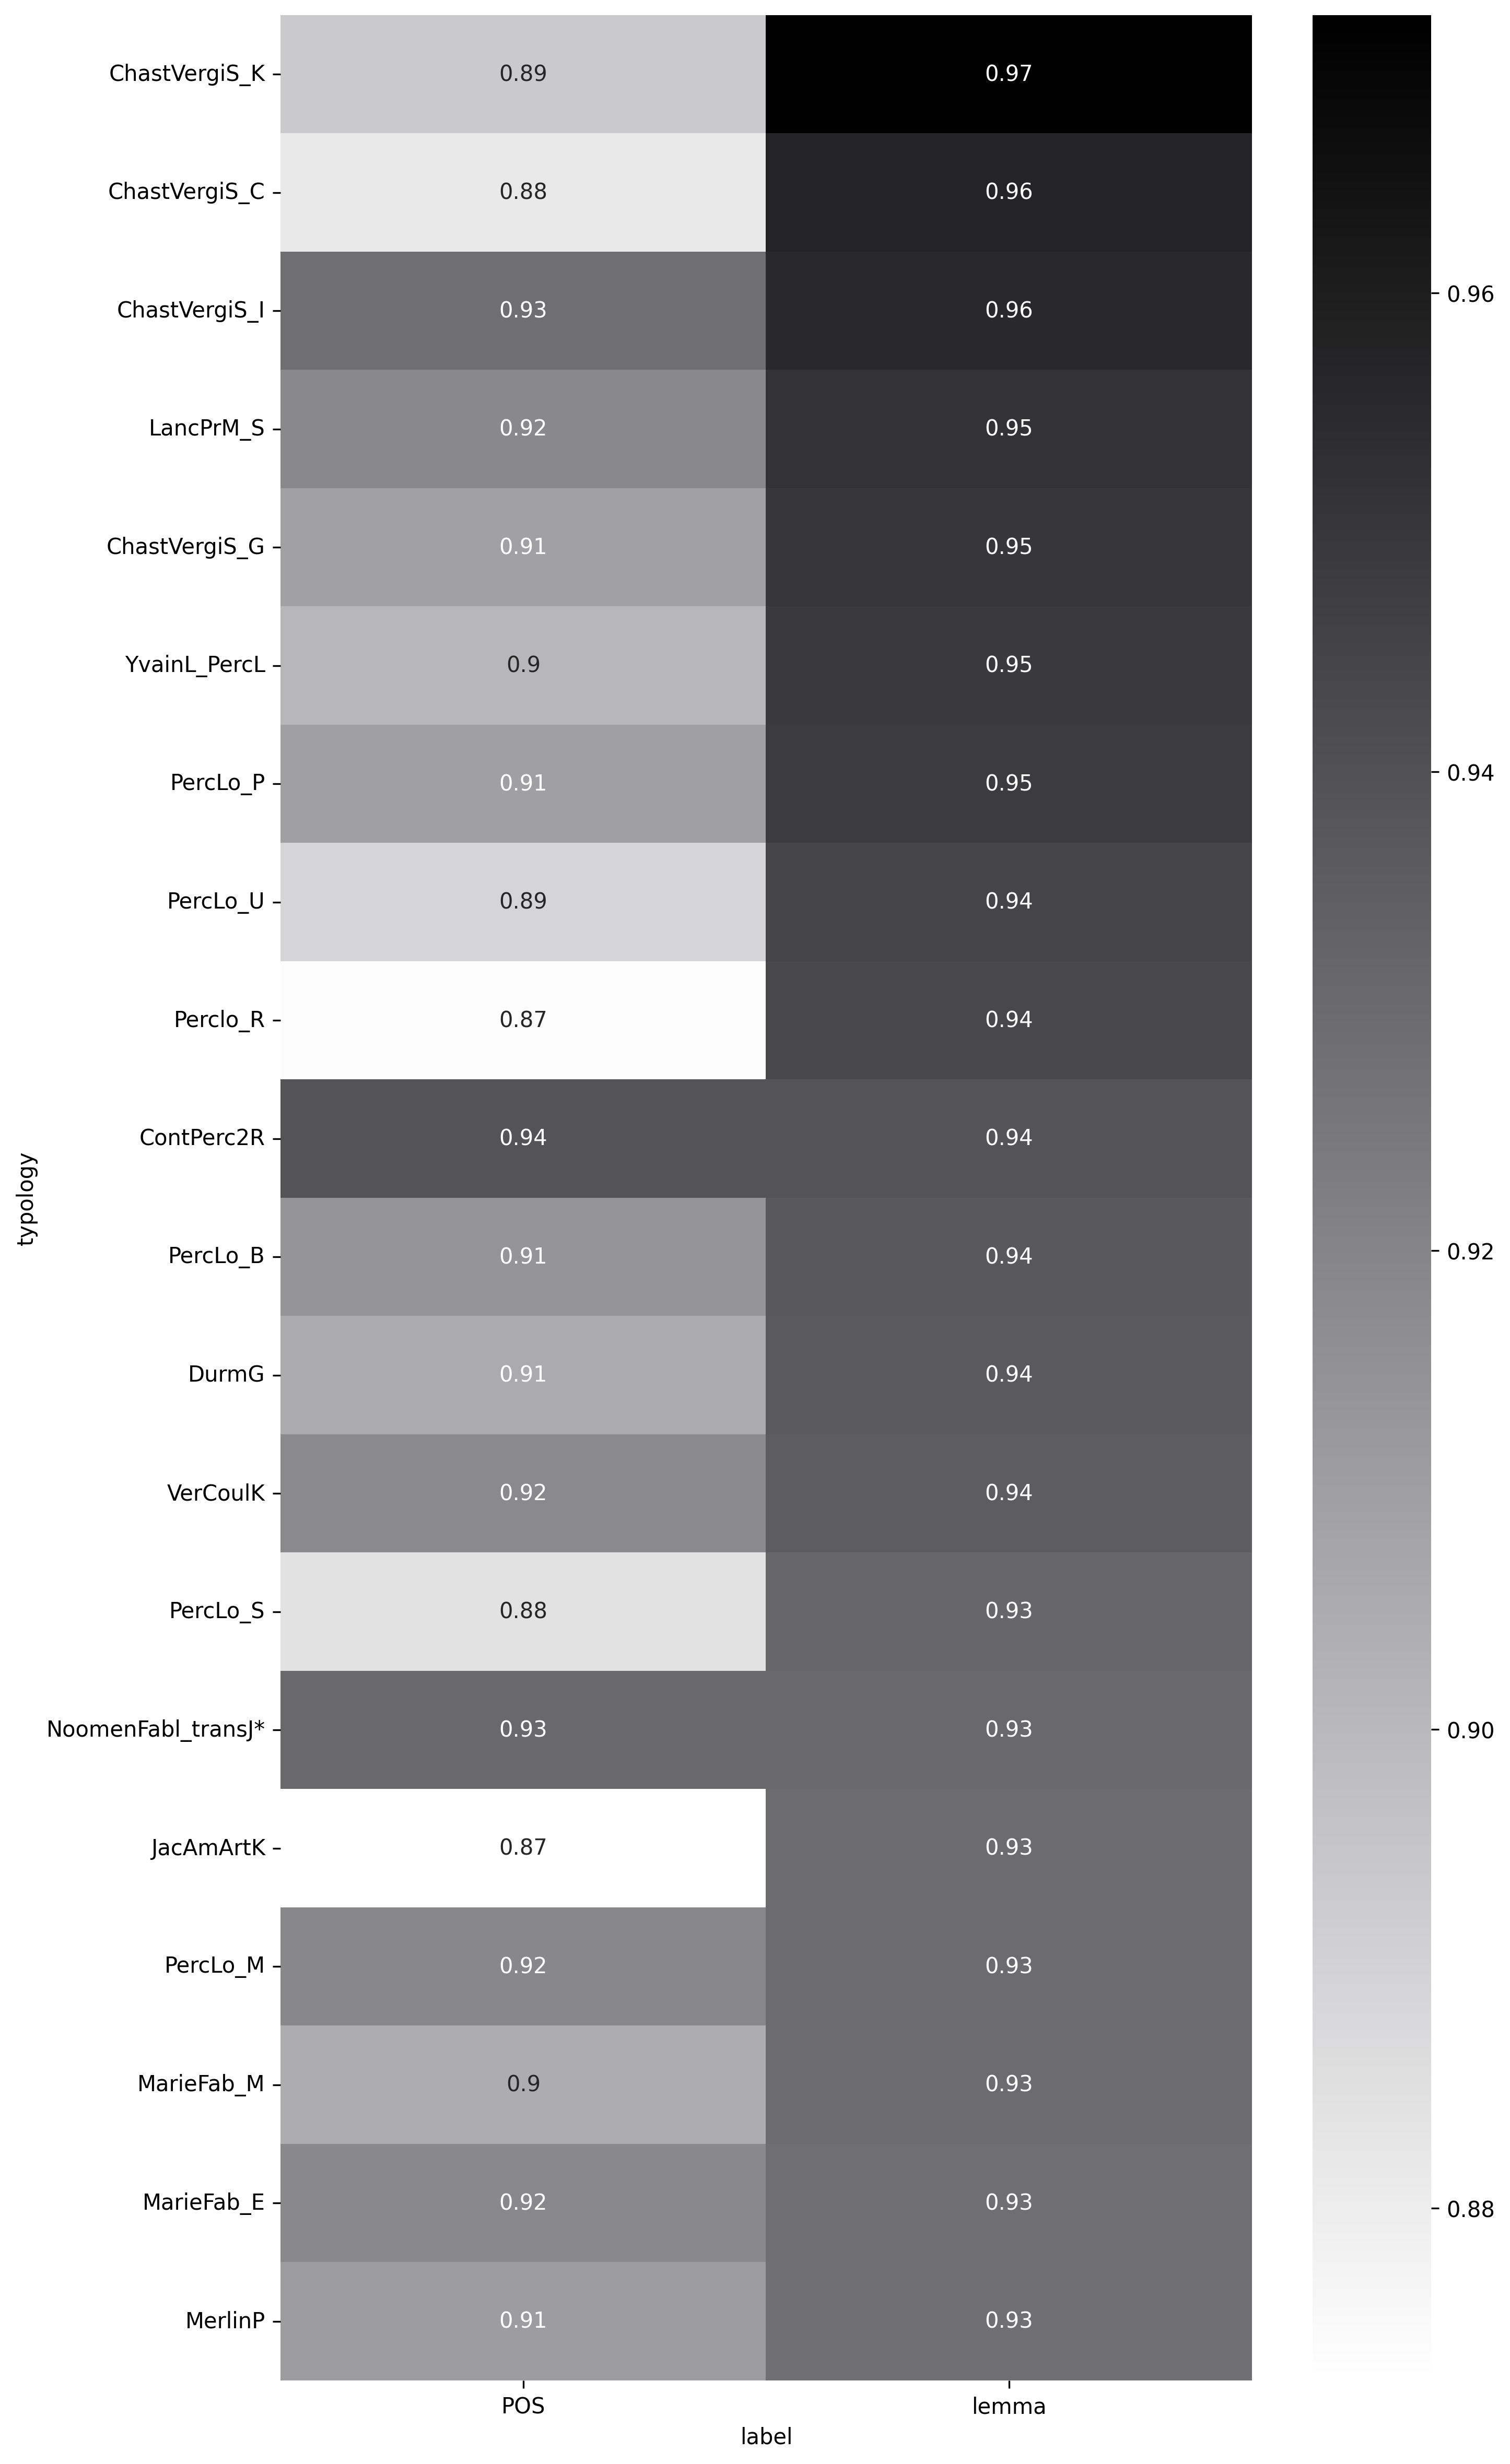 ChastVergiS_K 0.89 0.97
ChastVergiS_C 0.88 0.96
ChastVergiS_I 0.93 0.96
LancPrM_S 0.92 0.95
ChastVergiS_G 0.91 0.95
YvainL_PercL 0.9 0.95
PercLo_P 0.91 0.95
PercLo_U 0.89 0.94
Perclo_R 0.87 0.94
ContPerc2R 0.94 0.94
PercLo_B 0.91 0.94
DurmG 0.91 0.94
VerCoulK 0.92 0.94
PercLo_S 0.88 0.93
NoomenFabl_transJ* 0.93 0.93
JacAmArtK 0.87 0.93
PercLo_M 0.92 0.93
MarieFab_M 0.9 0.93
MarieFab_E 0.92 0.93
MerlinP 0.91 0.93
POS lemma
label
typology
0.96
0.94
0.92
0.90
0.88